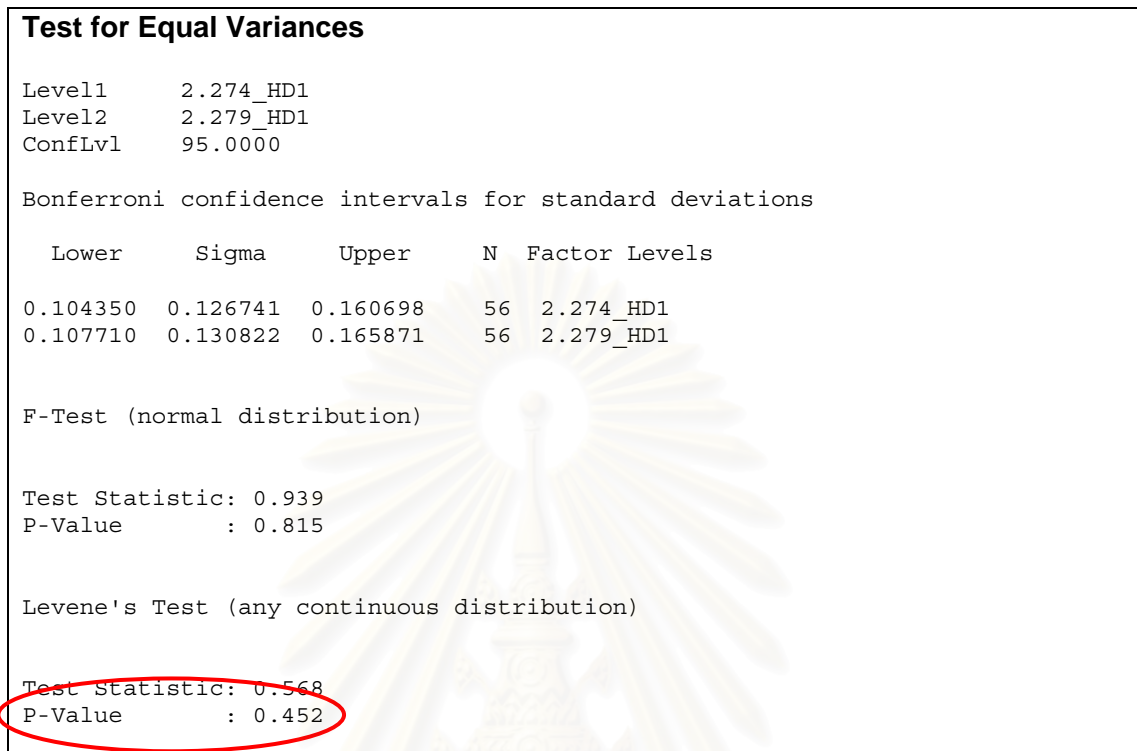 Test for Equal Variances
Level1 2.274_HD1
Level2 2.279_HD1
ConfLvl 95.0000
Bonferroni confidence intervals for standard deviations
Lower Sigma Upper N Factor Levels
0.104350 0.126741 0.160698 56 2.274_HD1
0.107710 0.130822 0.165871 56 2.279_HD1
F-Test (normal distribution)
Test Statistic: 0.939
P-Value : 0.815
Levene's Test (any continuous distribution)
Test Statistic: 0.568
P-Value : 0.452